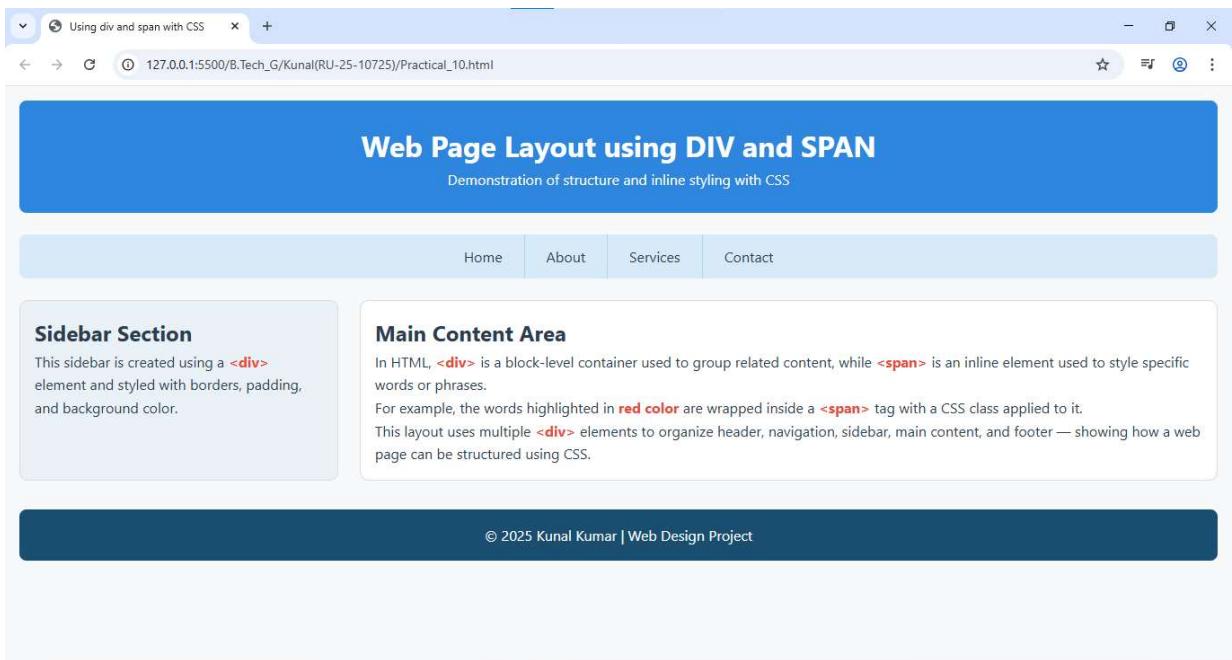 Using div and span with CSS
127.0.0.1:5500/B.Tech_G/Kunal(RU-25-10725)/Practical_10.html
Web Page Layout using DIV and SPAN
Demonstration of structure and inline styling with CSS
Home About Services Contact
Sidebar Section
This sidebar is created using a <div>
element and styled with borders, padding,
and background color.
Main Content Area
In HTML, <div> is a block-level container used to group related content, while <span> is an inline element used to style specific
words or phrases.
For example, the words highlighted in red color are wrapped inside a <span> tag with a CSS class applied to it.
This layout uses multiple <div> elements to organize header, navigation, sidebar, main content, and footer — showing how a web
page can be structured using CSS.
© 2025 Kunal Kumar | Web Design Project